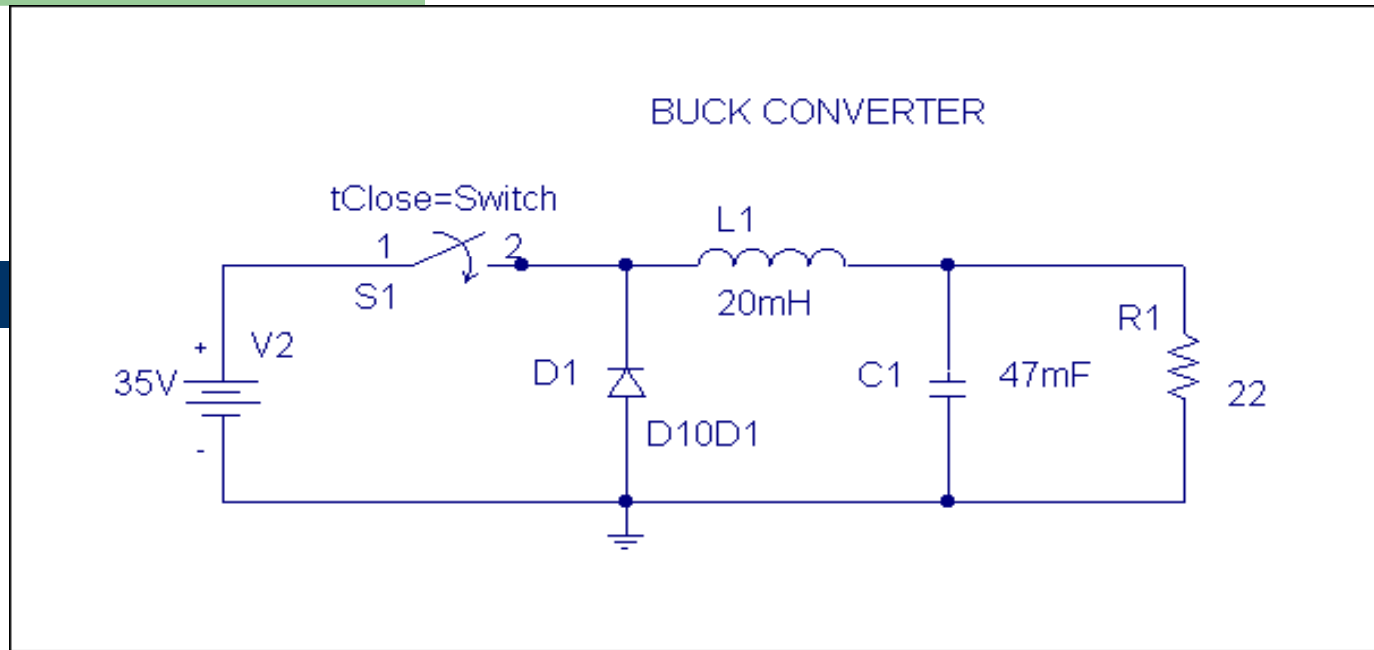 BUCK CONVERTER
tClose=Switch
1
2
L1
S1
20mH
R1
+
V2
35V
D1
C1
47mF
22
D10D1
-